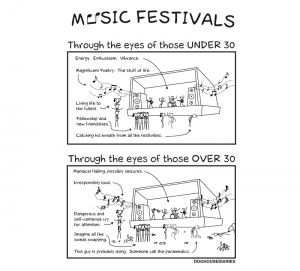 MUSIC FESTIVALS
Through the eyes of those UNDER 30
Energy. Enthusiasm. Vibrance.
Magnificent Poetry. The stuff of life.
Living life to
the fullest.
Fellowship and
new friendships.
Catching his breath from all the festivities.
Through the eyes of those OVER 30
Maniacal flailing, possibly seizures.
Irresponsibly loud.
Dangerous and
self-centered cry
for attention.
Imagine all the
sweat swapping.
This guy is probably dying. Someone call the paramedics.
DOGHOUSEDIARIES